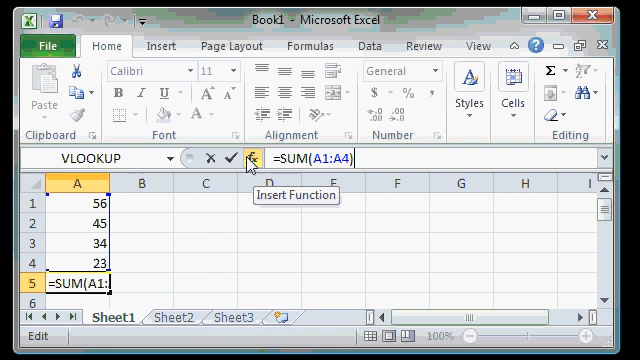 Book1 - Microsoft Excel
File Home Insert Page Layout Formulas Data Review View
Paste
Calibri 11
B I U A A
General
$ % ,
Styles
Cells
Σ
Clipboard Font Alignment Number Editing
VLOOKUP fx =SUM(A1:A4)
Insert Function
A B C D E F G H I
1 56
2 45
3 34
4 23
5 =SUM(A1:
6
Sheet1 Sheet2 Sheet3
Edit 100%